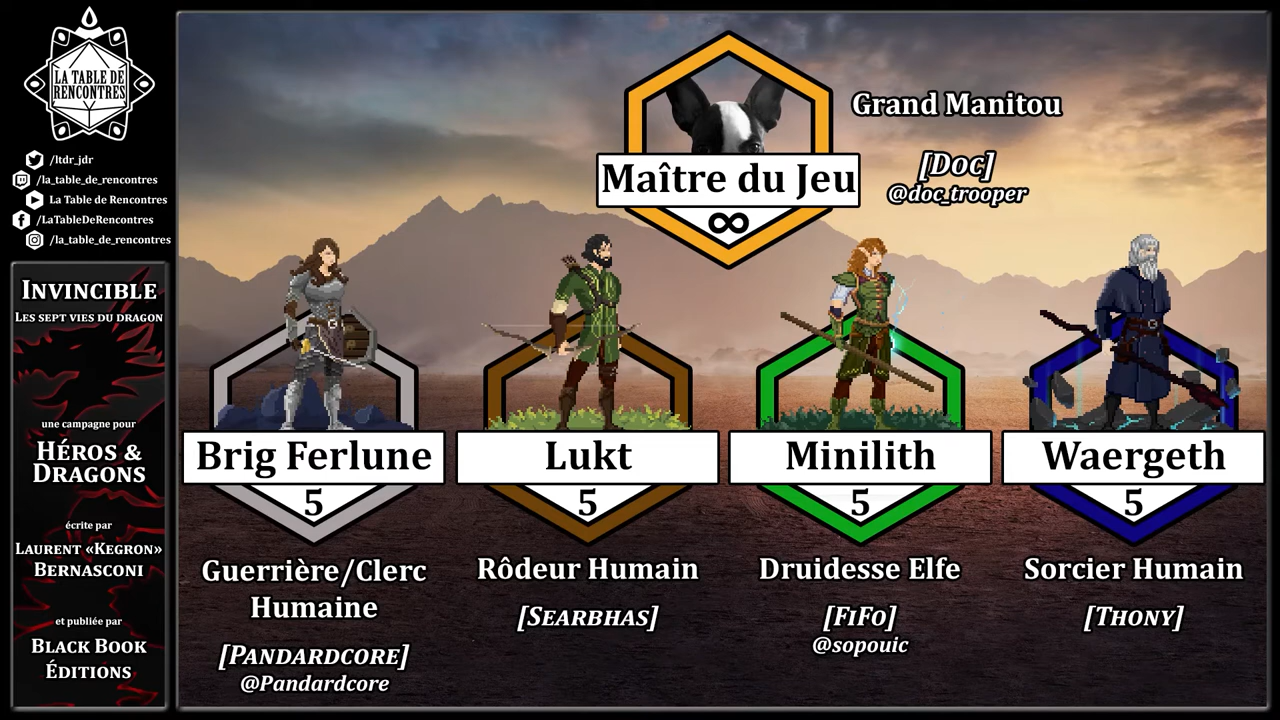 LA TABLE DE
RENCONTRES
/ltdr_jdr
/la_table_de_rencontres
La Table de Rencontres
/LaTableDeRencontres
/la_table_de_rencontres
INVINCIBLE
LES SEPT VIES DU DRAGON
une campagne pour
HÉROS &
DRAGONS
écrite par
LAURENT «KEGRON»
BERNASCONI
et publiée par
BLACK BOOK
ÉDITIONS
Grand Manitou
[DOC]
@doc_trooper
Maître du Jeu
∞
Brig Ferlune
5
Guerrière/Clerc
Humaine
[PANDARDCORE]
@Pandardcore
Lukt
5
Rôdeur Humain
[SEARBHAS]
Minilith
5
Druidesse Elfe
[FIFO]
@sopouic
Waergeth
5
Sorcier Humain
[THONY]